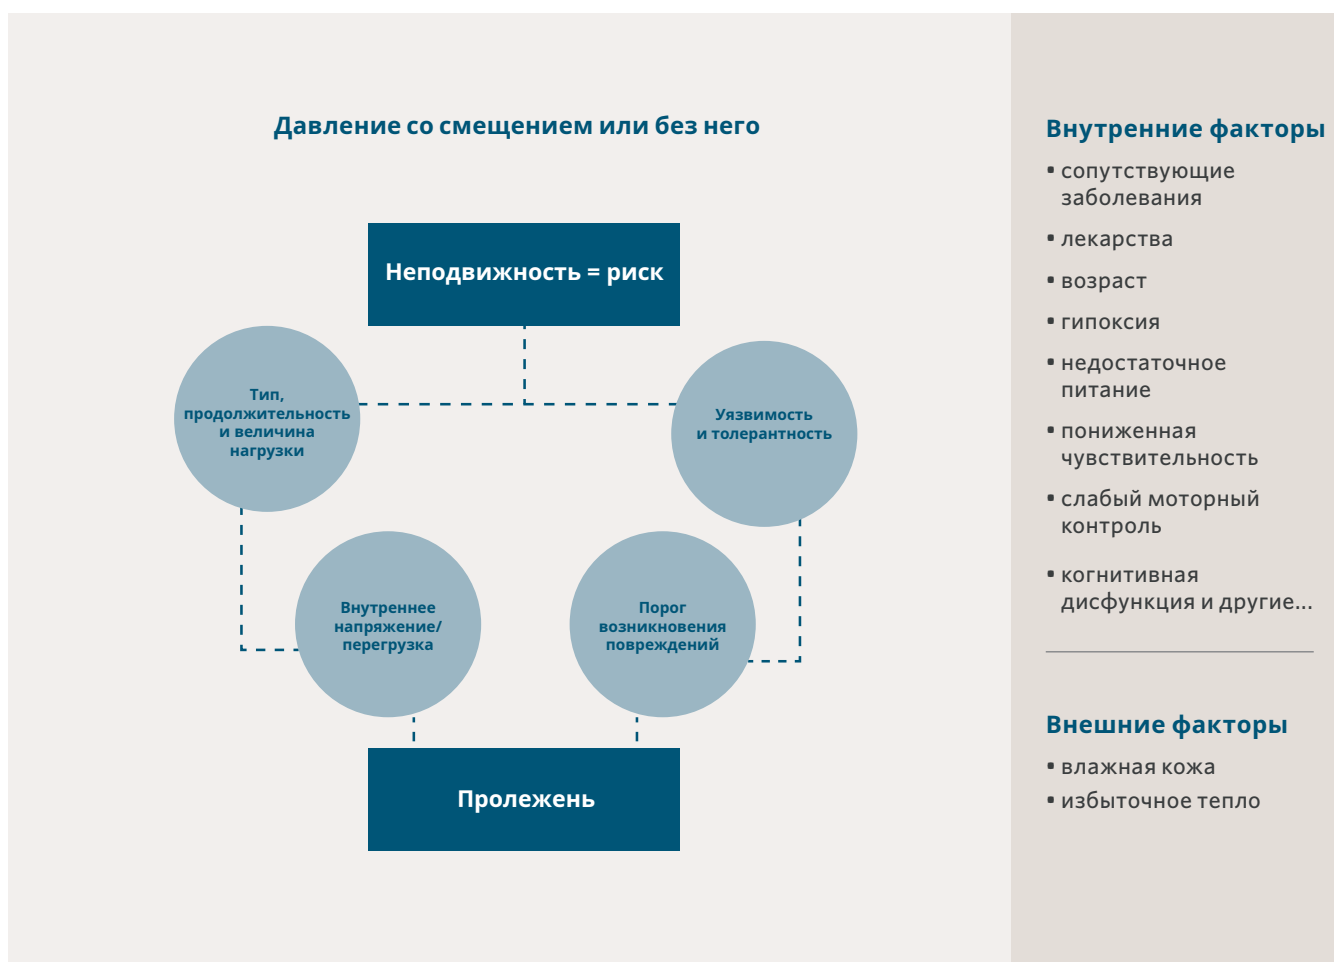 Давление со смещением или без него
Неподвижность = риск
Тип,
продолжительность
и величина
нагрузки
Уязвимость
и толерантность
Внутреннее
напряжение/
перегрузка
Порог
возникновения
повреждений
Пролежень
Внутренние факторы
• сопутствующие
заболевания
• лекарства
• возраст
• гипоксия
• недостаточное
питание
• пониженная
чувствительность
• слабый моторный
контроль
• когнитивная
дисфункция и другие...
Внешние факторы
• влажная кожа
• избыточное тепло